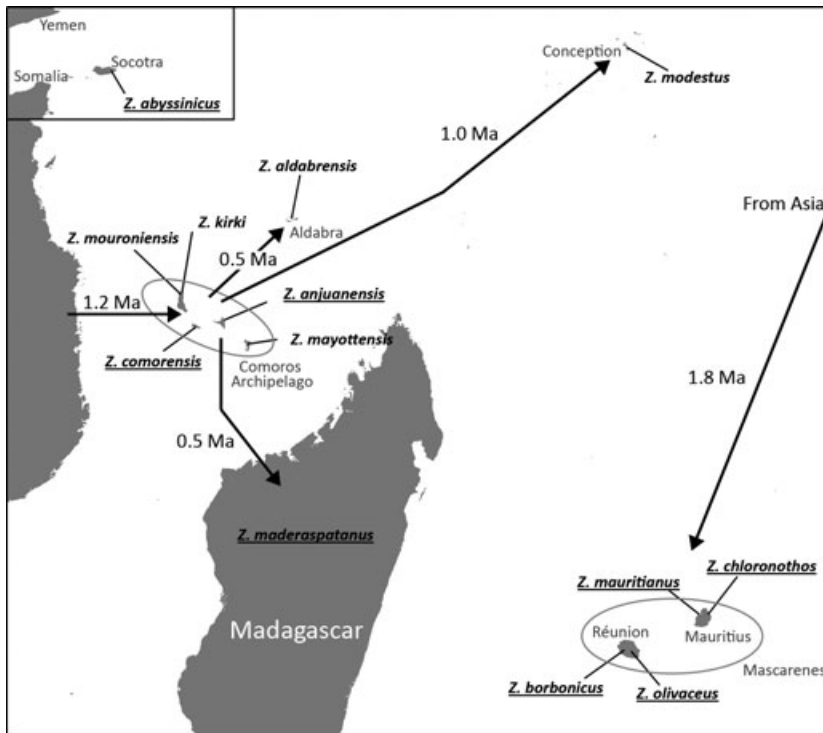 Yemen
Socotra
Somalia
Z. abyssinicus
Conception
Z. modestus
1.0 Ma
Z. aldabrensis
From Asia
Z. kirki
Aldabra
Z. mouroniensis
0.5 Ma
1.2 Ma
Z. anjuanensis
Z. comorensis
Z. mayottensis
Comoros
Archipelago
1.8 Ma
0.5 Ma
Z. maderaspatanus
Z. chloronothos
Z. mauritianus
Madagascar
Réunion
Mauritius
Mascarenes
Z. borbonicus
Z. olivaceus